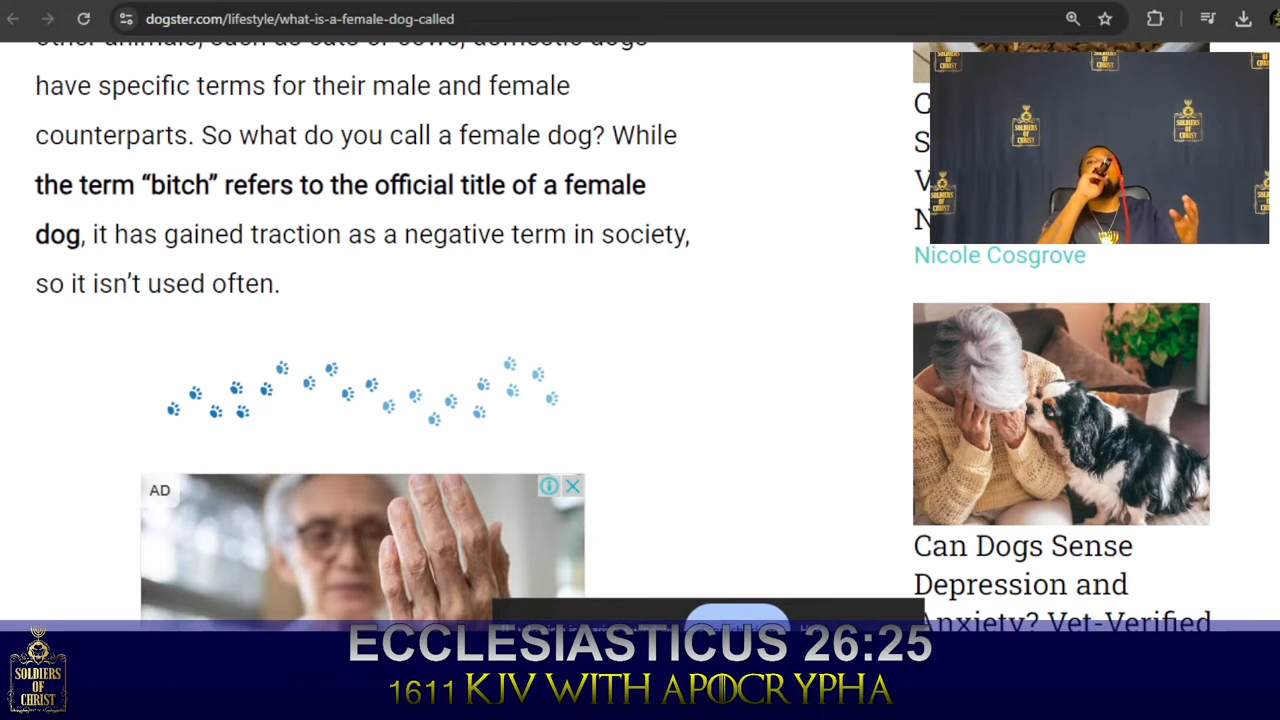 dogster.com/lifestyle/what-is-a-female-dog-called
have specific terms for their male and female
counterparts. So what do you call a female dog? While
the term “bitch” refers to the official title of a female
dog, it has gained traction as a negative term in society,
so it isn’t used often.
Nicole Cosgrove
AD
Can Dogs Sense
Depression and
Anxiety? Vet-Verified
SOLDIERS
OF
CHRIST
ECCLESIASTICUS 26:25
1611 KJV WITH APOCRYPHA
SOLDIERS
OF
CHRIST